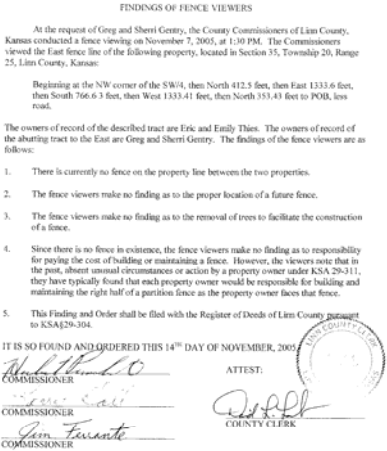 FINDINGS OF FENCE VIEWERS
At the request of Greg and Sherri Gentry, the County Commissioners of Linn County,
Kansas conducted a fence viewing on November 7, 2005, at 1:30 PM. The Commissioners
viewed the East fence line of the following property, located in Section 35, Township 20, Range
25, Linn County, Kansas:
Beginning at the NW corner of the SW/4, then North 412.5 feet, then East 1333.6 feet,
then South 766.6 3 feet, then West 1333.41 feet, then North 353.43 feet to POB, less
road.
The owners of record of the described tract are Eric and Emily Thies. The owners of record of
the abutting tract to the East are Greg and Sherri Gentry. The findings of the fence viewers are as
follows:
1. There is currently no fence on the property line between the two properties.
2. The fence viewers make no finding as to the proper location of a future fence.
3. The fence viewers make no finding as to the removal of trees to facilitate the construction
of a fence.
4. Since there is no fence in existence, the fence viewers make no finding as to responsibility
for paying the cost of building or maintaining a fence. However, the viewers note that in
the past, absent unusual circumstances or action by a property owner under KSA 29-311,
they have typically found that each property owner would be responsible for building and
maintaining the right half of a partition fence as the property owner faces that fence.
5. This Finding and Order shall be filed with the Register of Deeds of Linn County pursuant
to KSA§29-304.
IT IS SO FOUND AND ORDERED THIS 14TH DAY OF NOVEMBER, 2005
LINN COUNTY CLERK
COMMISSIONER
ATTEST:
COMMISSIONER
COUNTY CLERK
Jim Ferrante
COMMISSIONER